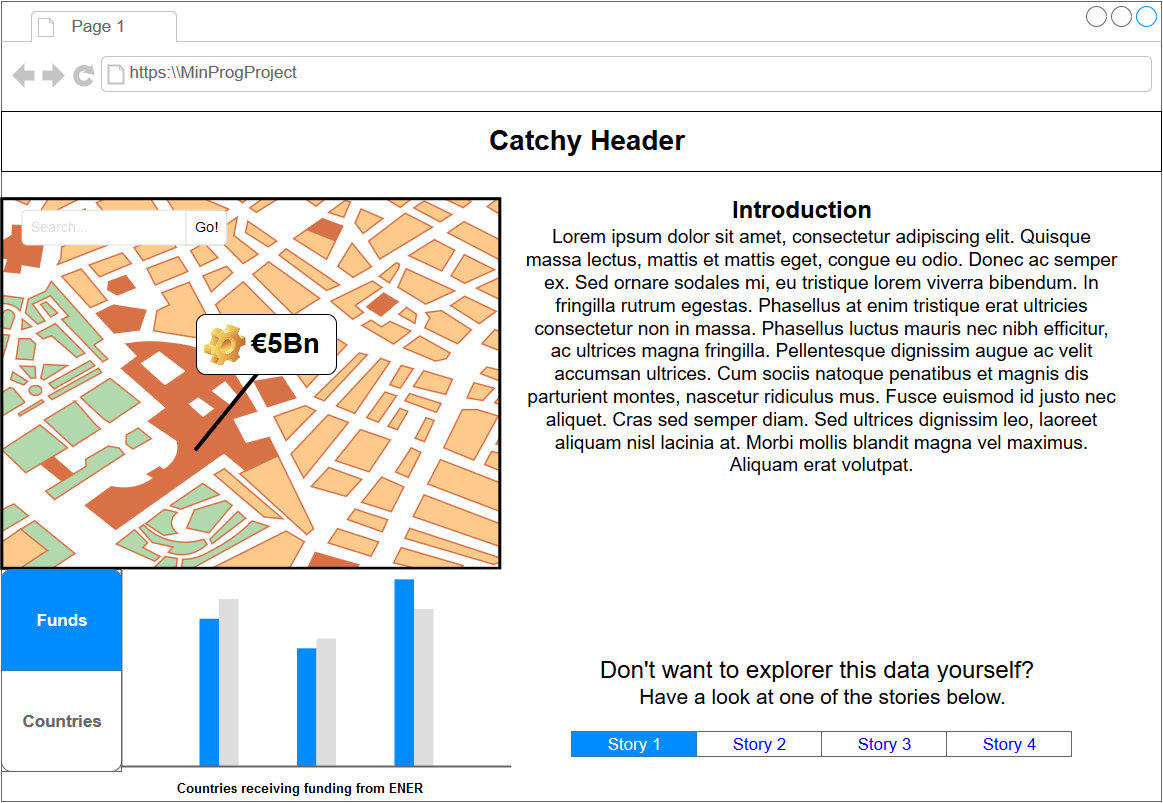 Page 1
https:\\MinProgProject
Catchy Header
Search...
Go!
€5Bn
Introduction
Lorem ipsum dolor sit amet, consectetur adipiscing elit. Quisque
massa lectus, mattis et mattis eget, congue eu odio. Donec ac semper
ex. Sed ornare sodales mi, eu tristique lorem viverra bibendum. In
fringilla rutrum egestas. Phasellus at enim tristique erat ultricies
consectetur non in massa. Phasellus luctus mauris nec nibh efficitur,
ac ultrices magna fringilla. Pellentesque dignissim augue ac velit
accumsan ultrices. Cum sociis natoque penatibus et magnis dis
parturient montes, nascetur ridiculus mus. Fusce euismod id justo nec
aliquet. Cras sed semper diam. Sed ultrices dignissim leo, laoreet
aliquam nisl lacinia at. Morbi mollis blandit magna vel maximus.
Aliquam erat volutpat.
Funds
Countries
Countries receiving funding from ENER
Don't want to explorer this data yourself?
Have a look at one of the stories below.
Story 1
Story 2
Story 3
Story 4